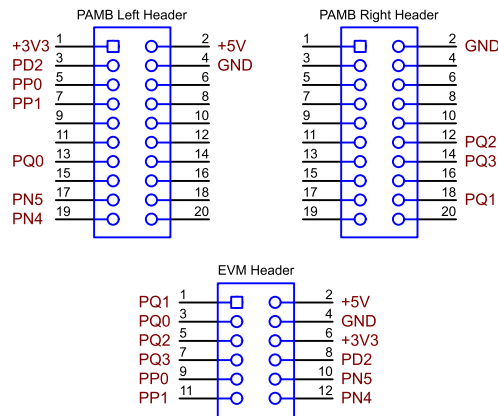 PAMB Left Header
+3V3 1 2 +5V
PD2 3 4 GND
PP0 5 6
PP1 7 8
9 10
11 12
PQ0 13 14
15 16
PN5 17 18
PN4 19 20
PAMB Right Header
1 2 GND
3 4
5 6
7 8
9 10
11 12 PQ2
13 14 PQ3
15 16
17 18 PQ1
19 20
EVM Header
PQ1 1 2 +5V
PQ0 3 4 GND
PQ2 5 6 +3V3
PQ3 7 8 PD2
PP0 9 10 PN5
PP1 11 12 PN4